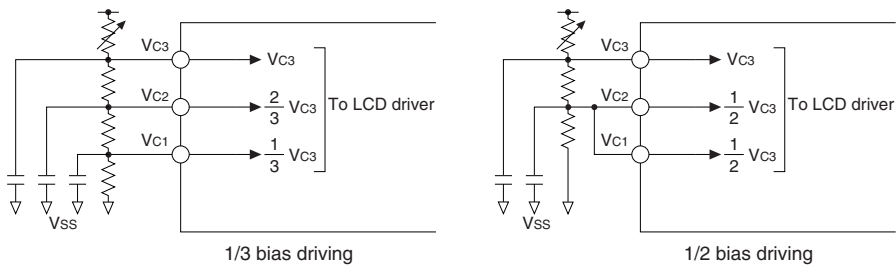 VC3
VC3
VC2
2/3 VC3
To LCD driver
VC1
1/3 VC3
VSS
1/3 bias driving
VC3
VC3
VC2
1/2 VC3
To LCD driver
VC1
1/2 VC3
VSS
1/2 bias driving